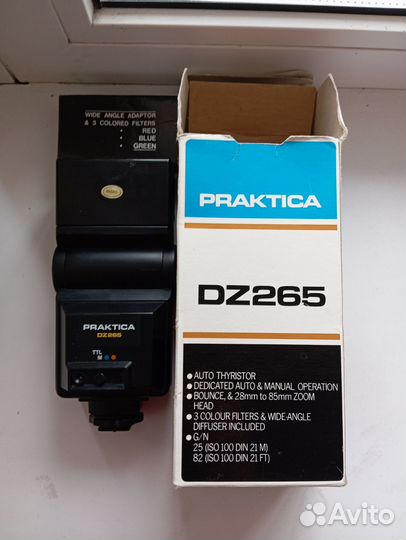 WIDE ANGLE ADAPTOR
& 3 COLORED FILTERS
• RED
• BLUE
• GREEN
PRAKTICA
DZ265
TTL
M
PRAKTICA
DZ265
• AUTO THYRISTOR
• DEDICATED AUTO & MANUAL OPERATION
• BOUNCE, & 28mm to 85mm ZOOM
HEAD
• 3 COLOUR FILTERS & WIDE-ANGLE
DIFFUSER INCLUDED
• G/N
25 (ISO 100 DIN 21 M)
82 (ISO 100 DIN 21 FT)
Avito